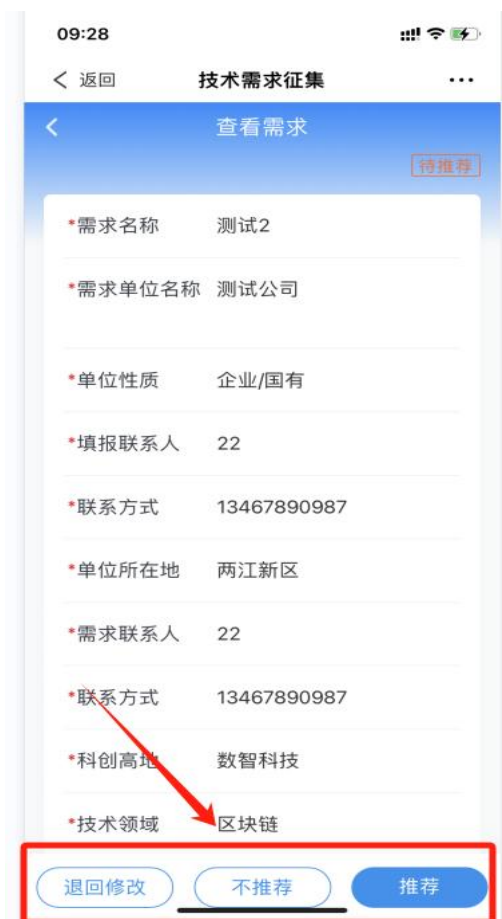 09:28
返回 技术需求征集
查看需求
待推荐
*需求名称 测试2
*需求单位名称 测试公司
*单位性质 企业/国有
*填报联系人 22
*联系方式 13467890987
*单位所在地 两江新区
*需求联系人 22
*联系方式 13467890987
*科创高地 数智科技
*技术领域 区块链
退回修改 不推荐 推荐